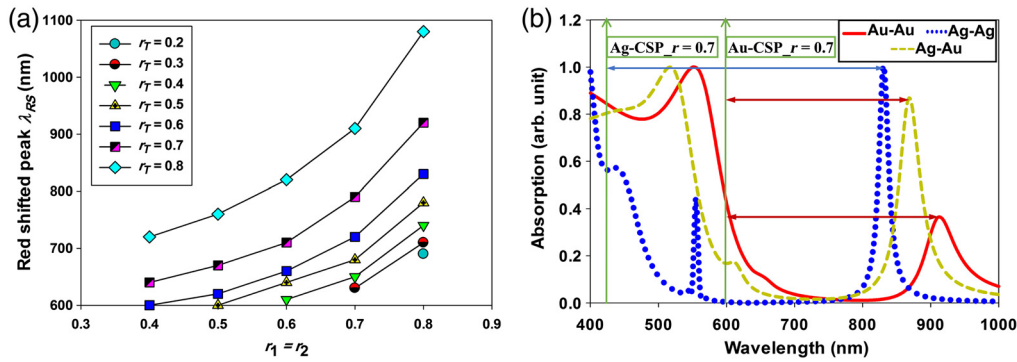 (a)
1100
1000
900
800
700
600
Red shifted peak λRS (nm)
rT = 0.2
rT = 0.3
rT = 0.4
rT = 0.5
rT = 0.6
rT = 0.7
rT = 0.8
0.3 0.4 0.5 0.6 0.7 0.8 0.9
r1 = r2
(b)
1.2
1.0
0.8
0.6
0.4
0.2
0.0
Absorption (arb. unit)
Ag-CSP_r = 0.7
Au-CSP_r = 0.7
Au-Au Ag-Ag
Ag-Au
400 500 600 700 800 900 1000
Wavelength (nm)